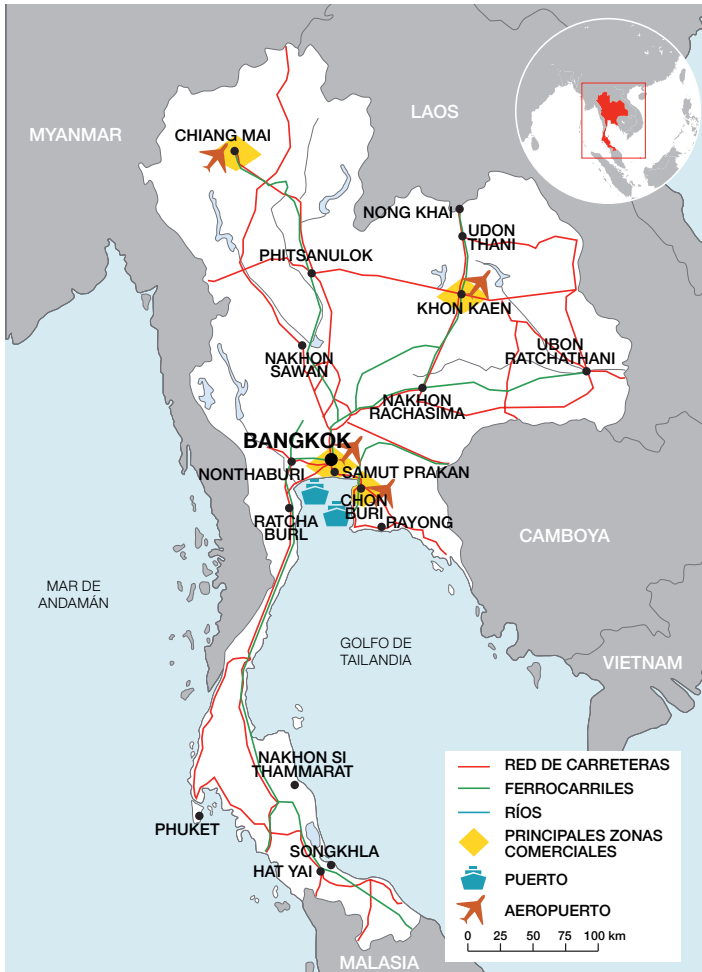 LAOS
MYANMAR
CHIANG MAI
NONG KHAI
UDON
THANI
PHITSANULOK
KHON KAEN
NAKHON
SAWAN
UBON
RATCHATHANI
NAKHON
RACHASIMA
BANGKOK
NONTHABURI
SAMUT PRAKAN
CHON
BURI
RATCHA
BURL
RAYONG
CAMBOYA
MAR DE
ANDAMÁN
GOLFO DE
TAILANDIA
VIETNAM
NAKHON SI
THAMMARAT
PHUKET
SONGKHLA
HAT YAI
MALASIA
RED DE CARRETERAS
FERROCARRILES
RÍOS
PRINCIPALES ZONAS
COMERCIALES
PUERTO
AEROPUERTO
0 25 50 100 km